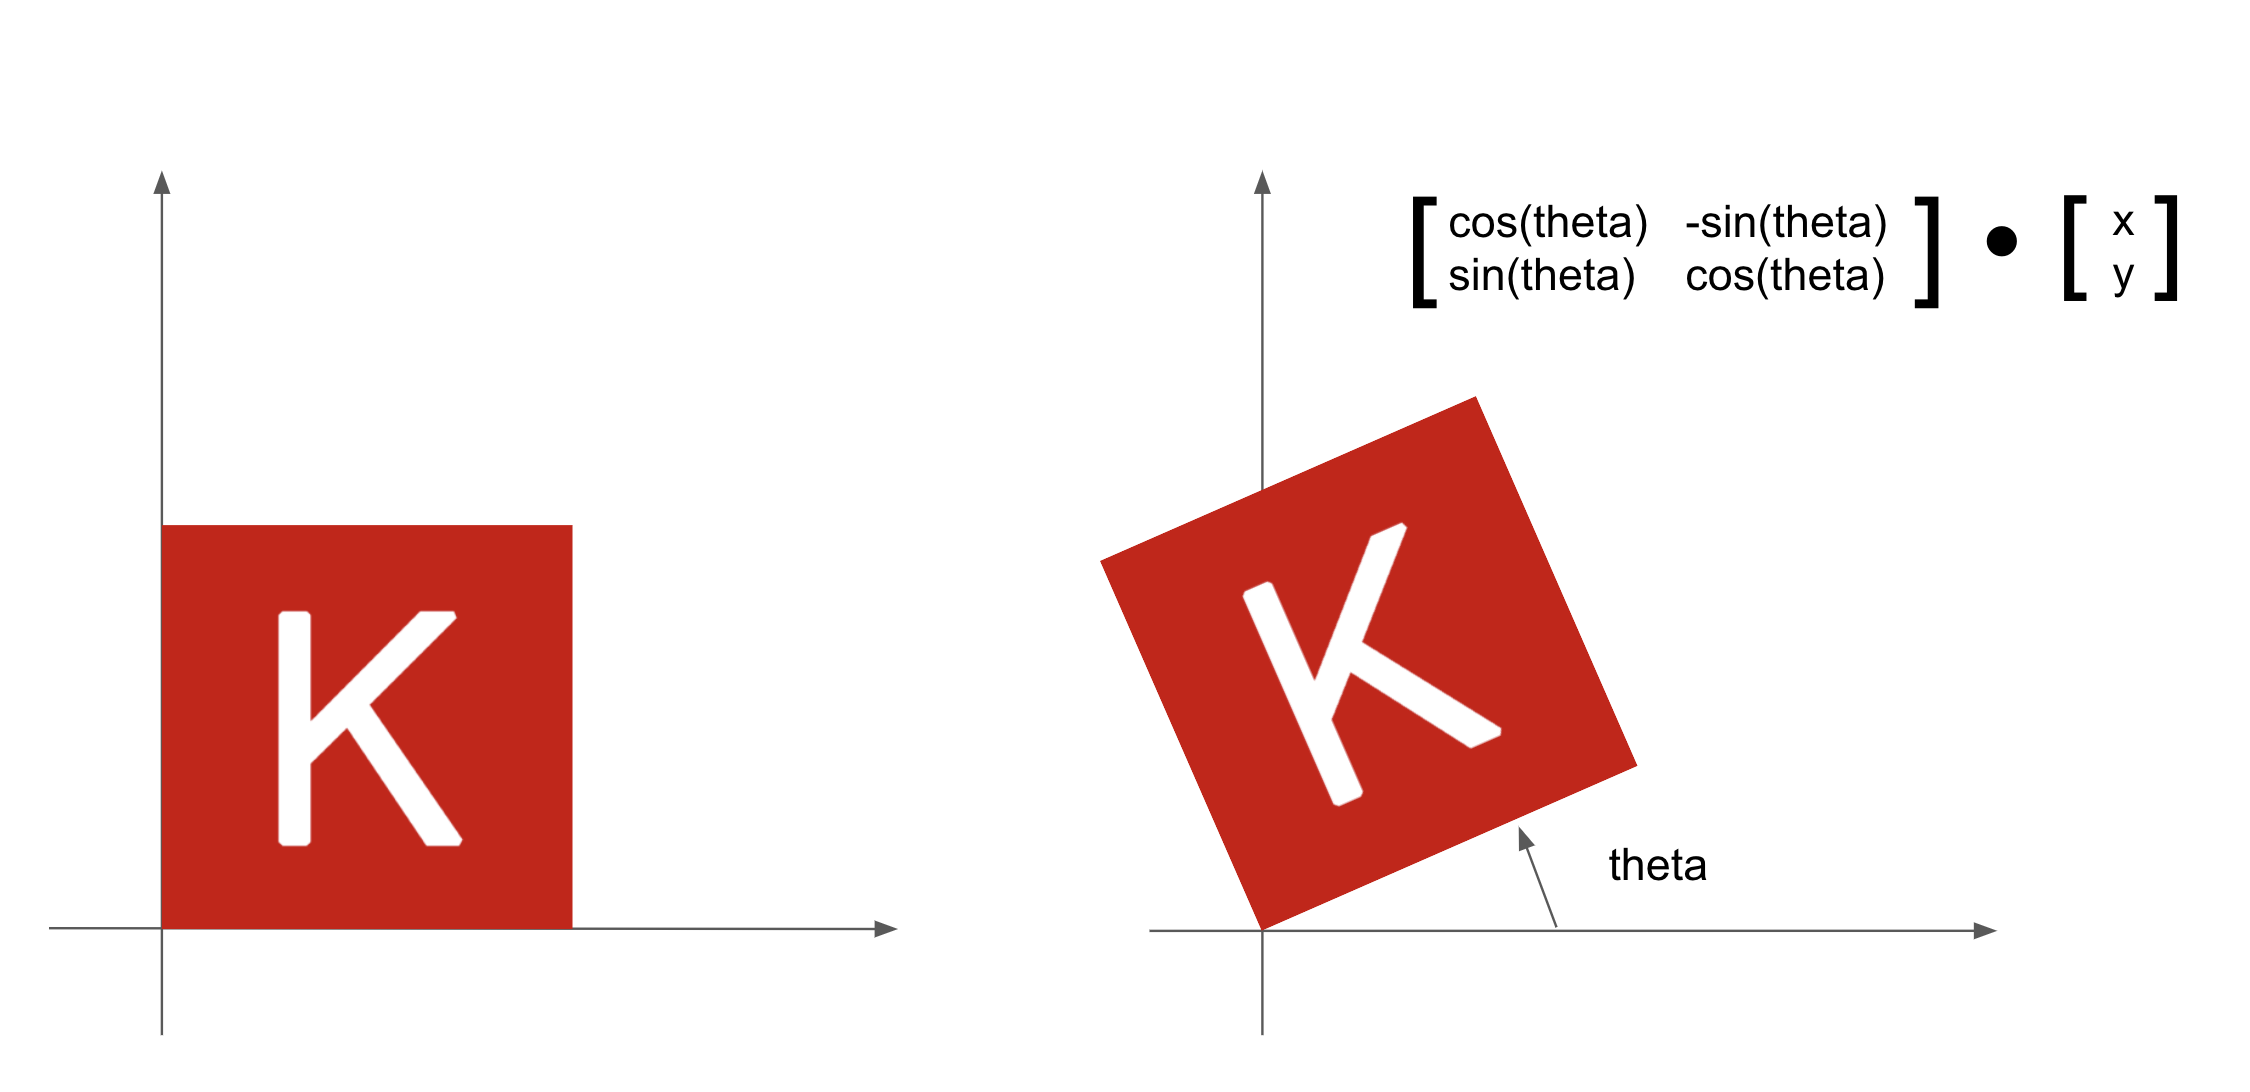 cos(theta) -sin(theta) x
sin(theta) cos(theta) y
K
K
theta